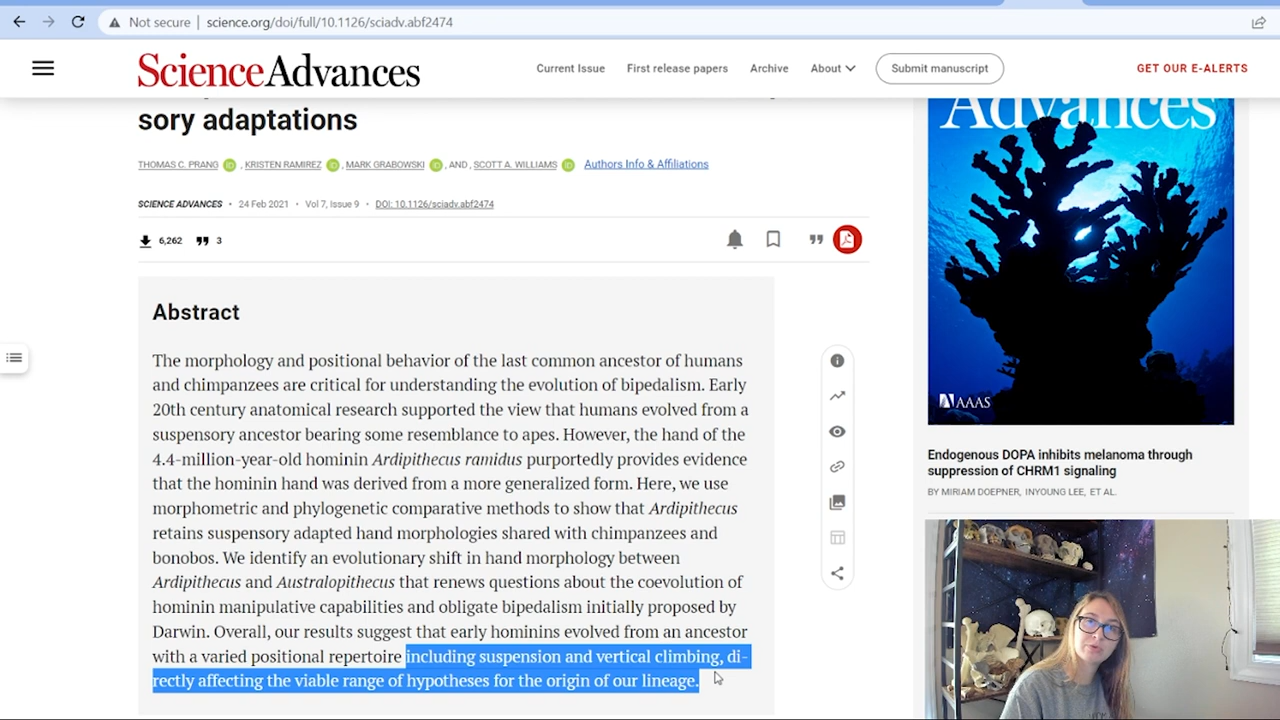 Not secure science.org/doi/full/10.1126/sciadv.abf2474
ScienceAdvances Current Issue First release papers Archive About Submit manuscript GET OUR E-ALERTS
sory adaptations
THOMAS C. PRANG , KRISTEN RAMIREZ , MARK GRABOWSKI , AND , SCOTT A. WILLIAMS Authors Info & Affiliations
SCIENCE ADVANCES • 24 Feb 2021 • Vol 7, Issue 9 • DOI: 10.1126/sciadv.abf2474
6,262 3
Abstract
The morphology and positional behavior of the last common ancestor of humans
and chimpanzees are critical for understanding the evolution of bipedalism. Early
20th century anatomical research supported the view that humans evolved from a
suspensory ancestor bearing some resemblance to apes. However, the hand of the
4.4-million-year-old hominin Ardipithecus ramidus purportedly provides evidence
that the hominin hand was derived from a more generalized form. Here, we use
morphometric and phylogenetic comparative methods to show that Ardipithecus
retains suspensory adapted hand morphologies shared with chimpanzees and
bonobos. We identify an evolutionary shift in hand morphology between
Ardipithecus and Australopithecus that renews questions about the coevolution of
hominin manipulative capabilities and obligate bipedalism initially proposed by
Darwin. Overall, our results suggest that early hominins evolved from an ancestor
with a varied positional repertoire including suspension and vertical climbing, di-
rectly affecting the viable range of hypotheses for the origin of our lineage.
Advances
AAAS
Endogenous DOPA inhibits melanoma through
suppression of CHRM1 signaling
BY MIRIAM DOEPNER, INYOUNG LEE, ET AL.